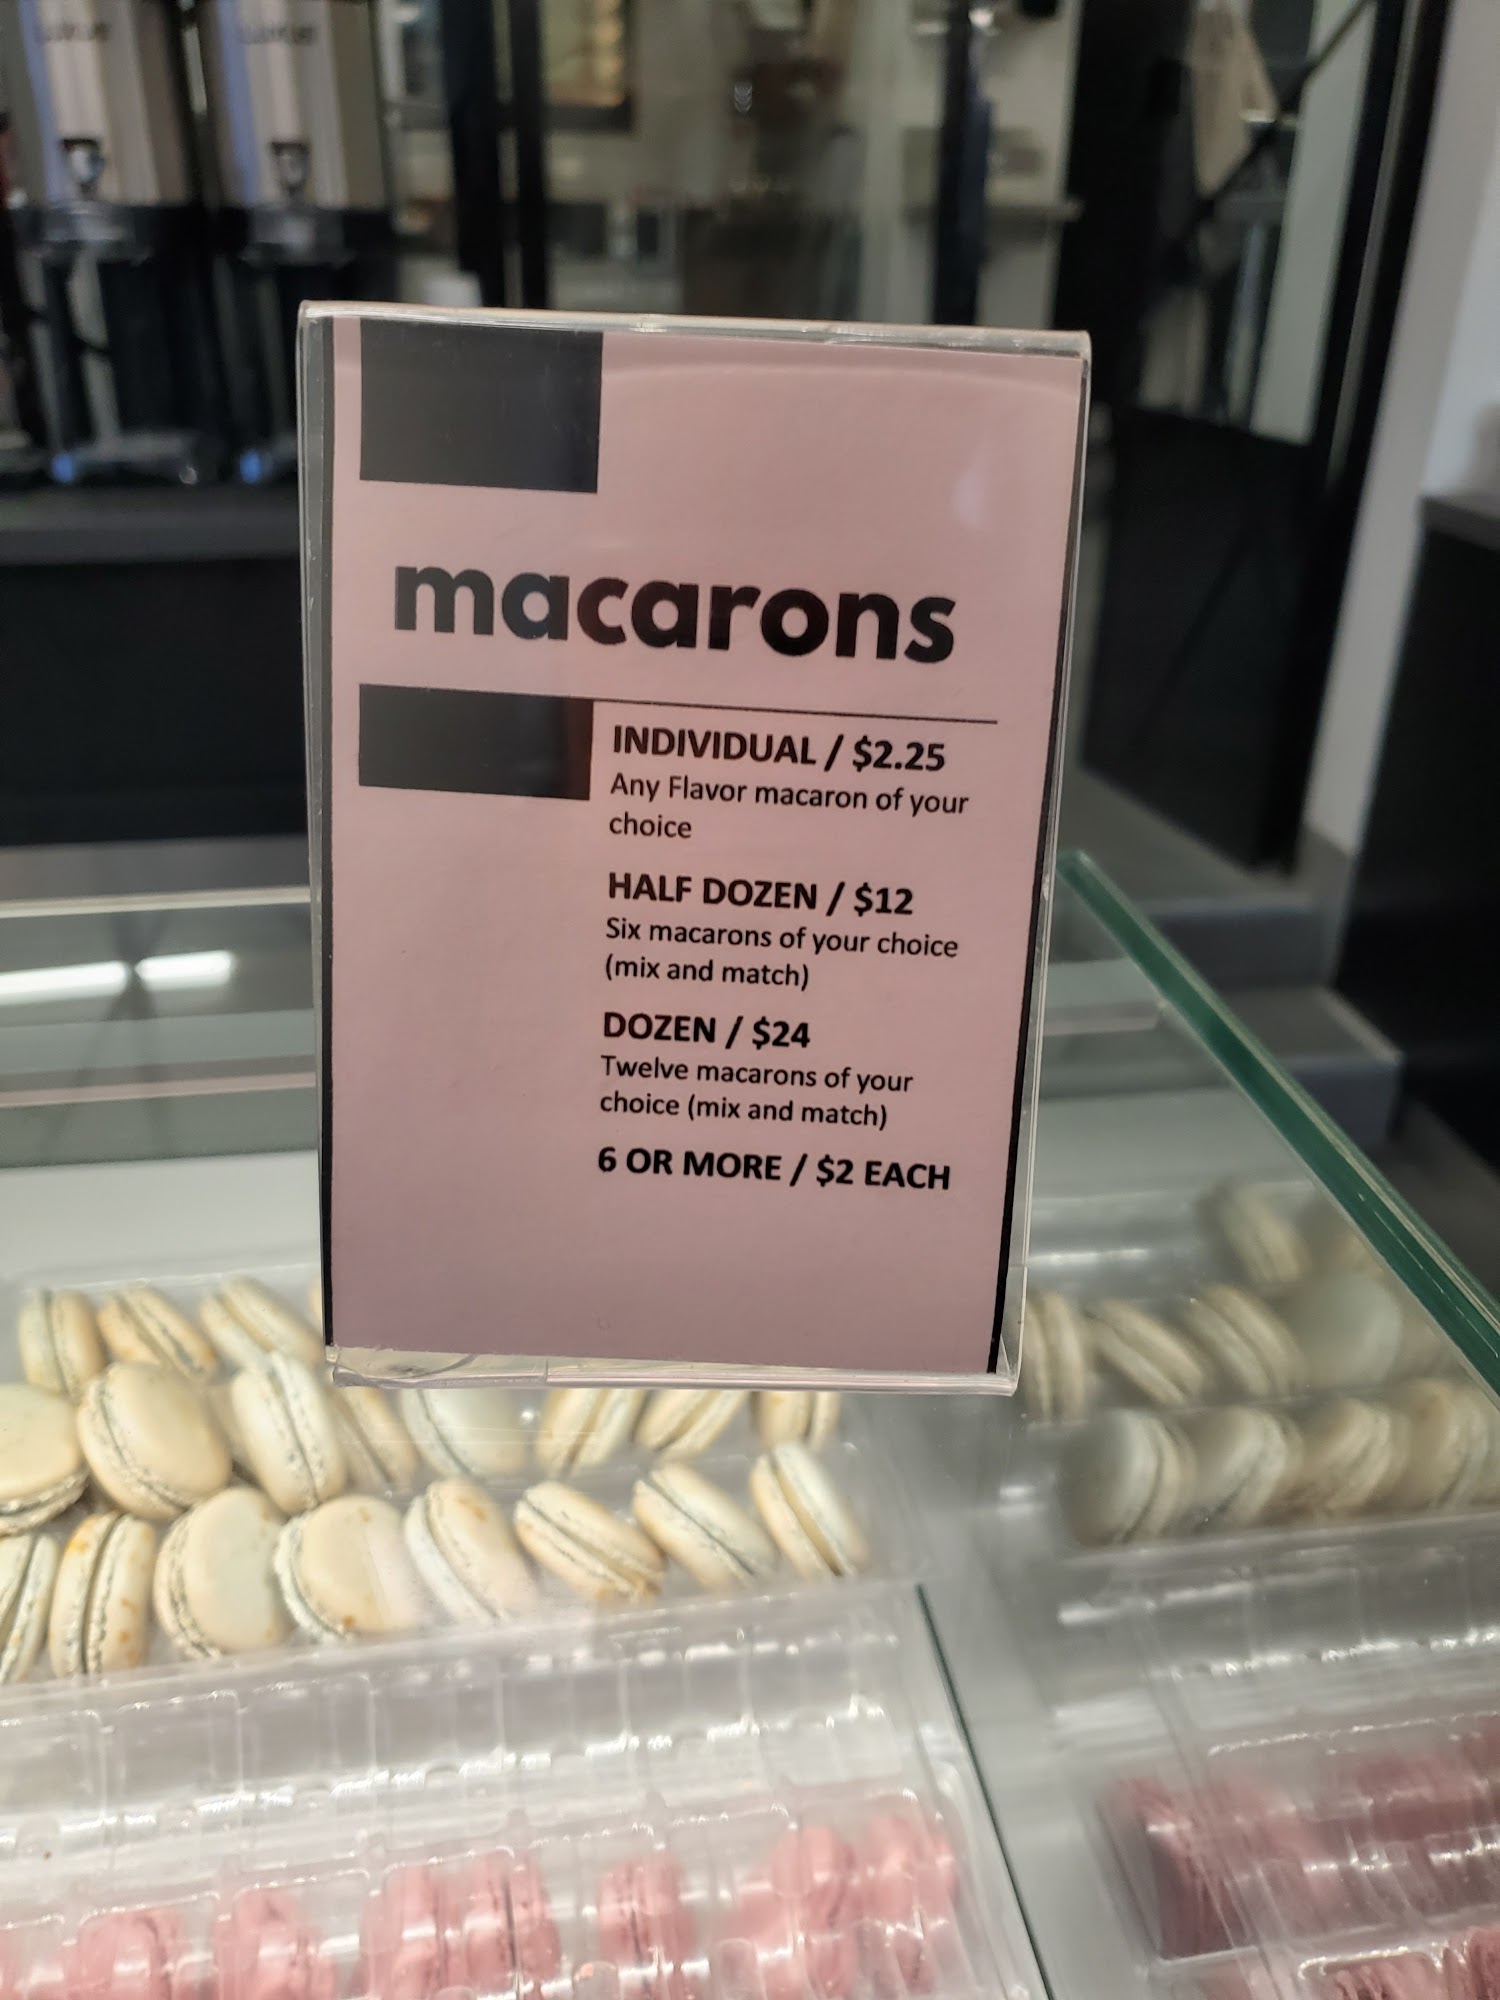 macarons
INDIVIDUAL / $2.25
Any Flavor macaron of your
choice
HALF DOZEN / $12
Six macarons of your choice
(mix and match)
DOZEN / $24
Twelve macarons of your
choice (mix and match)
6 OR MORE / $2 EACH